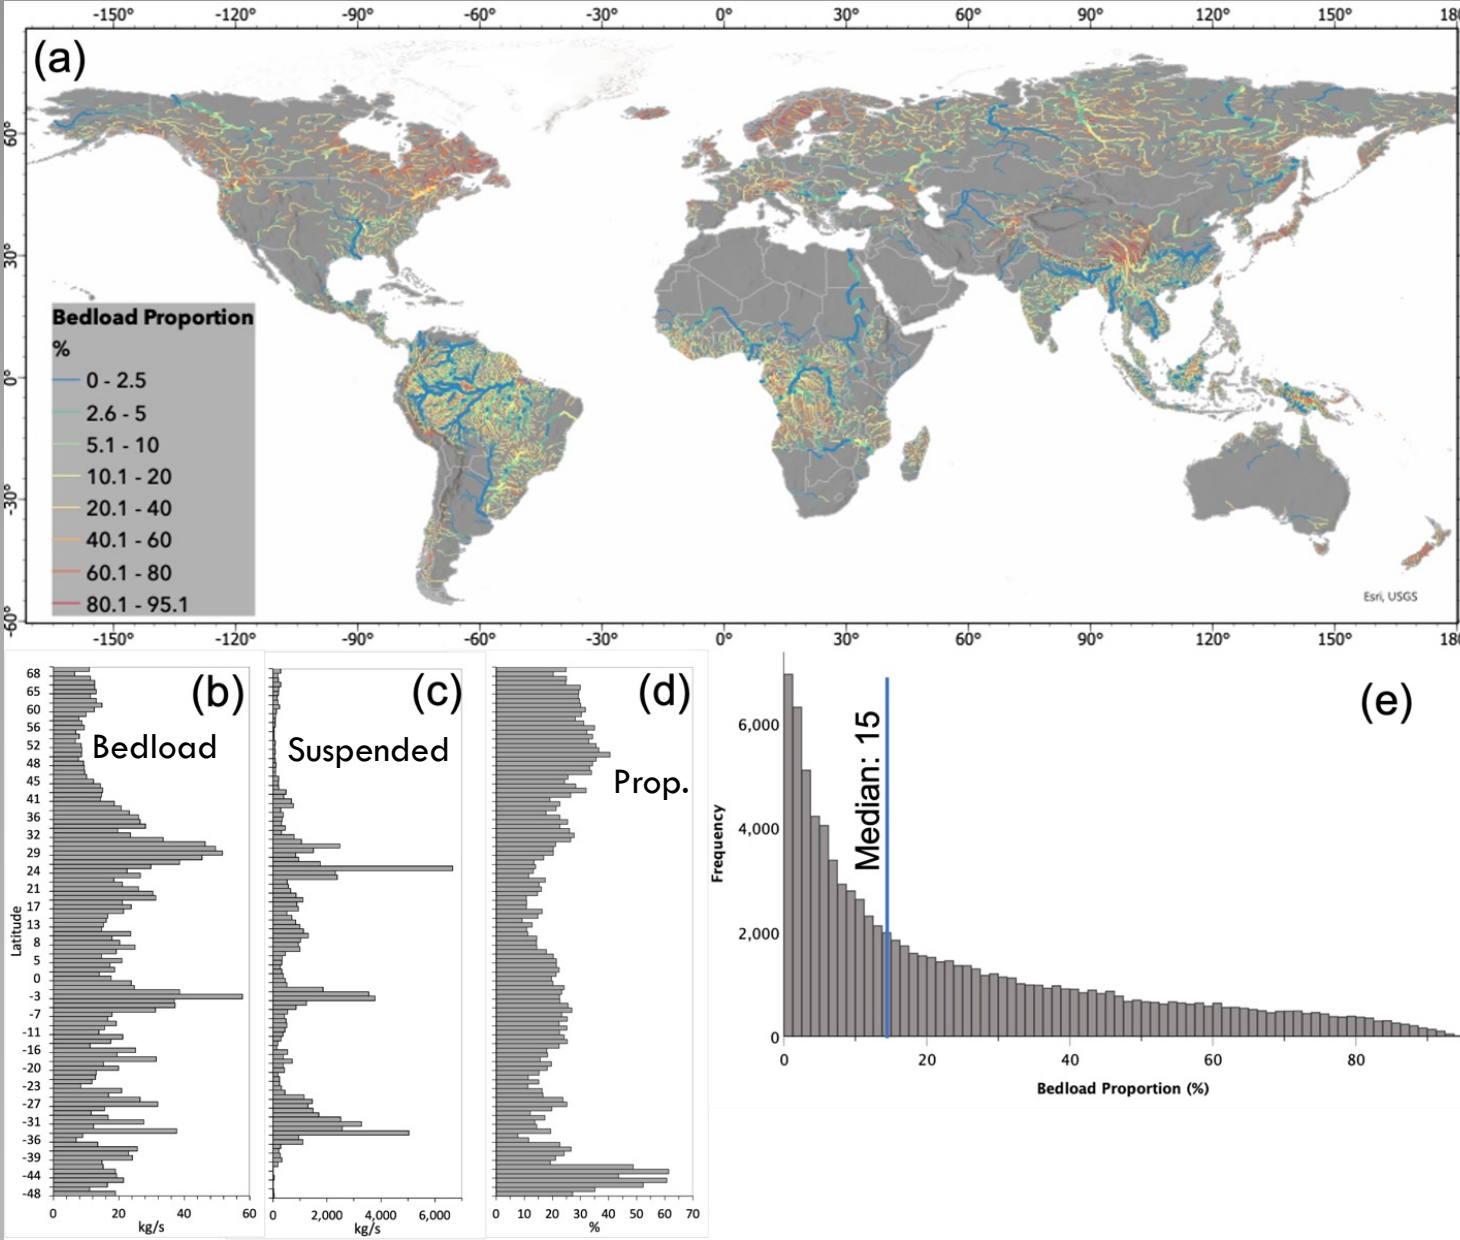 -150° -120° -90° -60° -30° 0° 30° 60° 90° 120° 150° 180
(a)
60°
30°
0°
-30°
-60°
Bedload Proportion
%
0 - 2.5
2.6 - 5
5.1 - 10
10.1 - 20
20.1 - 40
40.1 - 60
60.1 - 80
80.1 - 95.1
Esri, USGS
-150° -120° -90° -60° -30° 0° 30° 60° 90° 120° 150° 180
(b)
Bedload
Latitude
68
65
60
56
52
48
45
41
36
32
29
24
21
17
13
8
5
0
-3
-7
-11
-16
-20
-23
-27
-31
-36
-39
-44
-48
0 20 40 60
kg/s
(c)
Suspended
0 2,000 4,000 6,000
kg/s
(d)
Prop.
0 10 20 30 40 50 60 70
%
(e)
Median: 15
Frequency
6,000
4,000
2,000
0
0 20 40 60 80
Bedload Proportion (%)